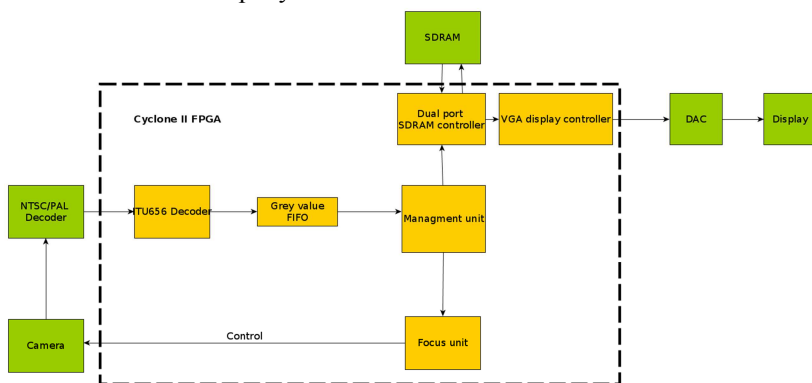 SDRAM
Cyclone II FPGA
Dual port
SDRAM controller
VGA display controller
DAC
Display
NTSC/PAL
Decoder
ITU656 Decoder
Grey value
FIFO
Managment unit
Control
Camera
Focus unit